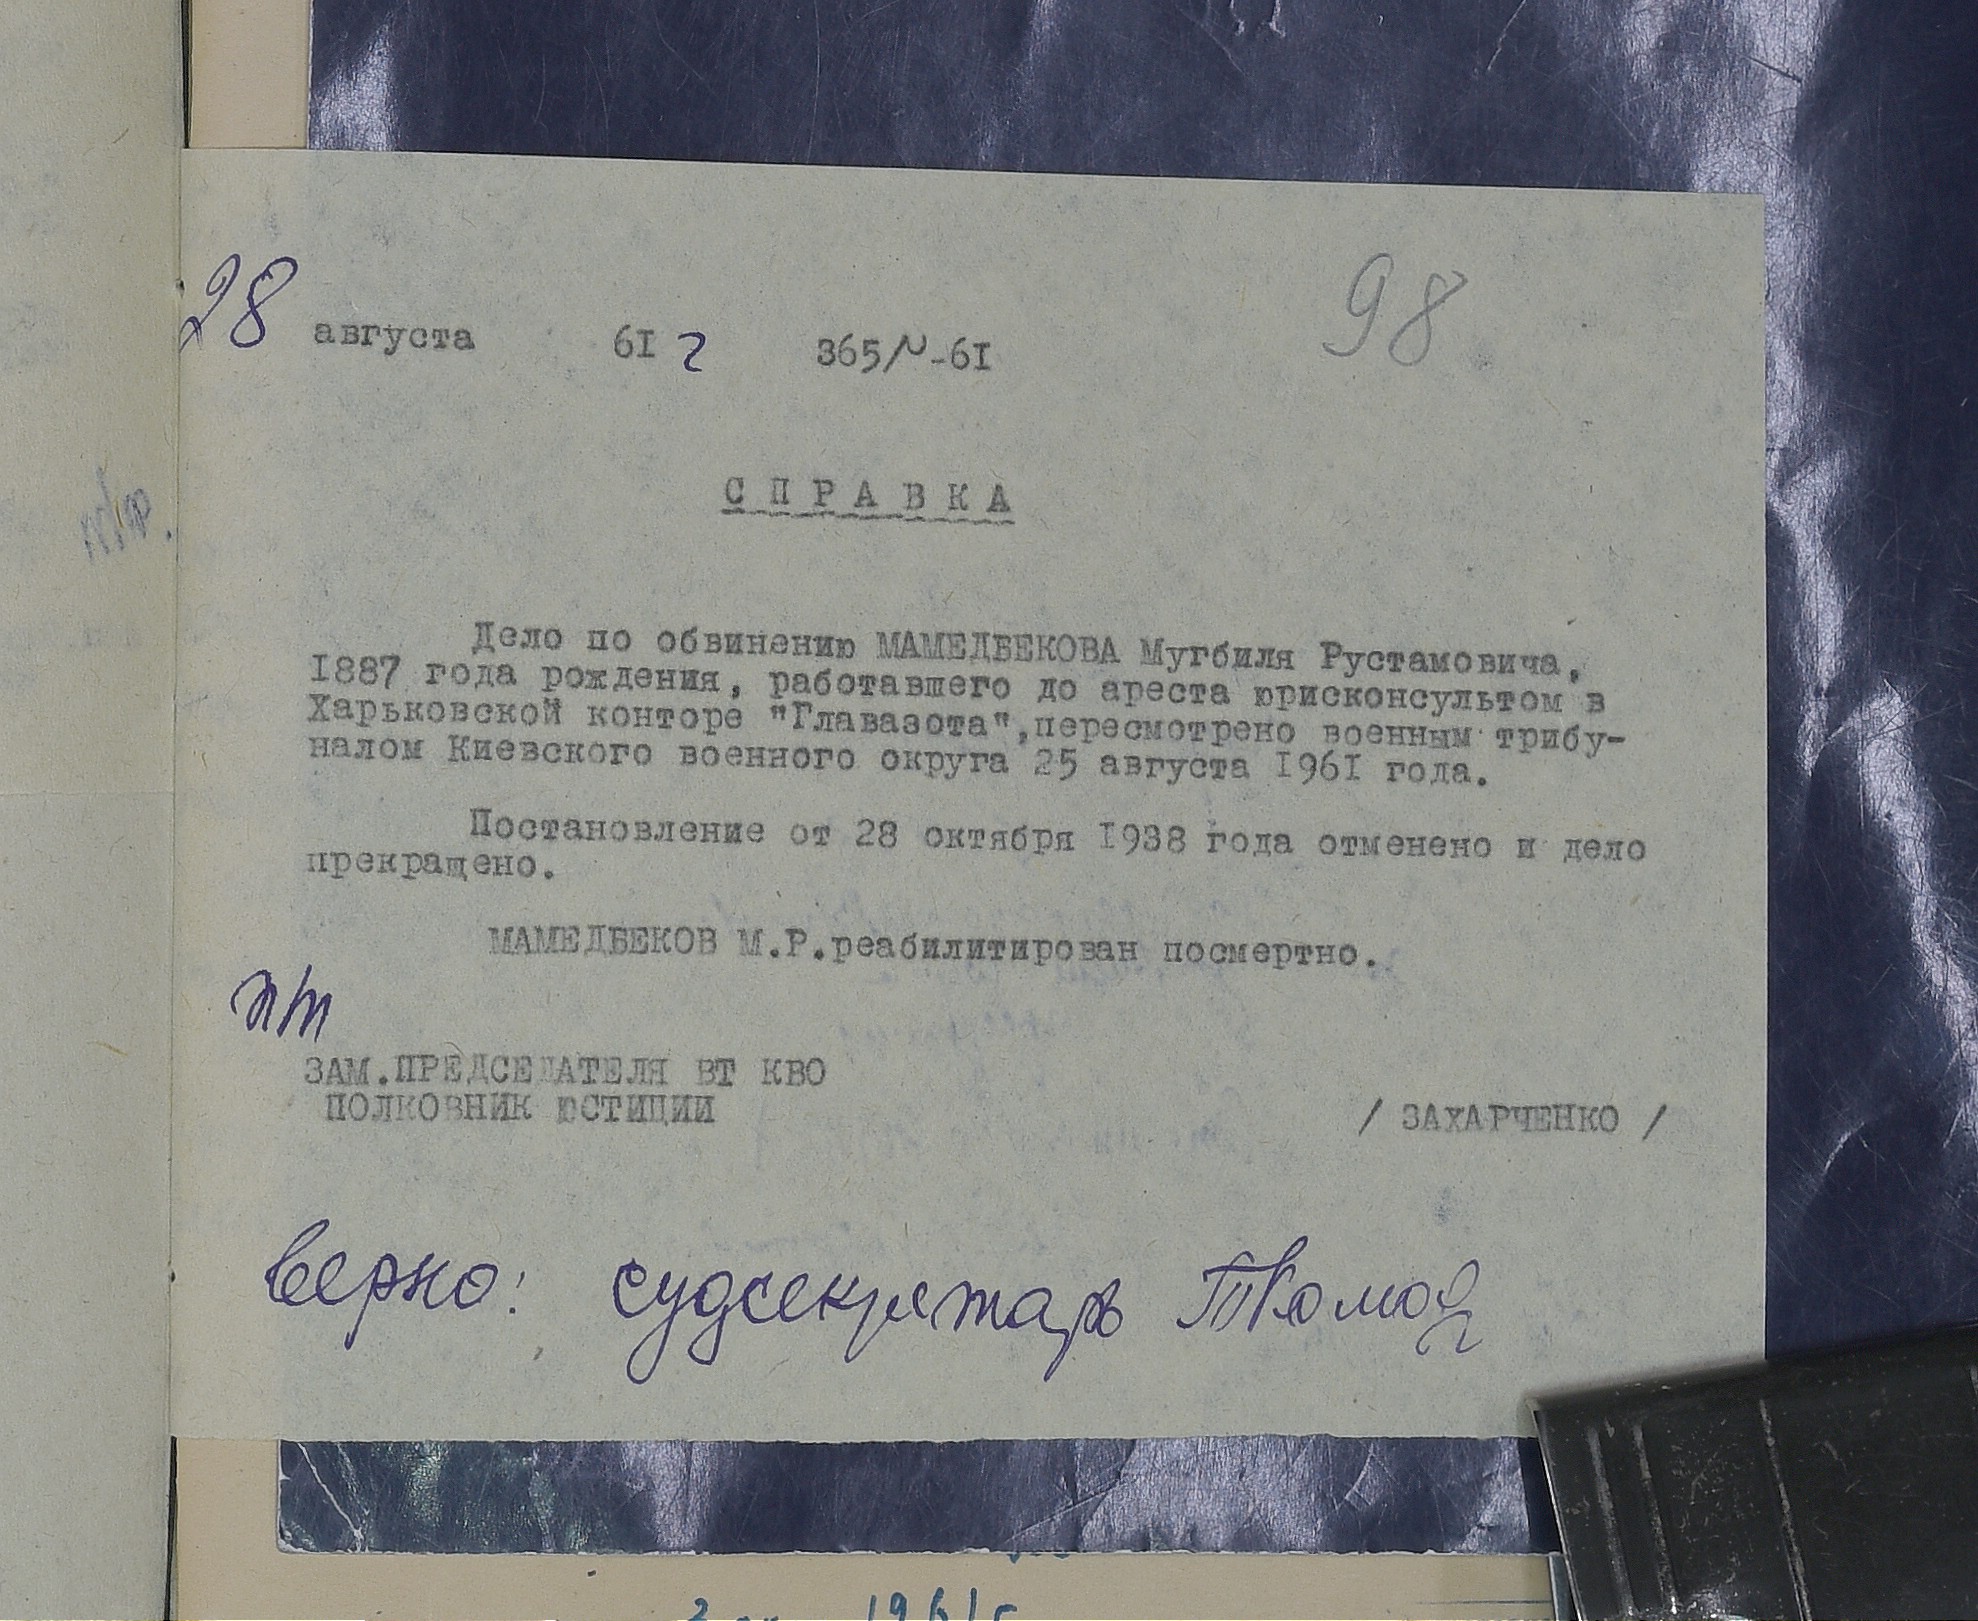 98
28 августа 61 г 365/-61
СПРАВКА
п/ф.
Дело по обвинению МАМЕДБЕКОВА Мугбиля Рустамовича,
1887 года рождения, работавшего до ареста юрисконсультом в
Харьковской конторе "Главазота", пересмотрено военным трибу-
налом Киевского военного округа 25 августа 1961 года.
Постановление от 28 октября 1938 года отменено и дело
прекращено.
МАМЕДБЕКОВ М.Р. реабилитирован посмертно.
пт
ЗАМ.ПРЕДСЕДАТЕЛЯ ВТ КВО
ПОЛКОВНИК ЮСТИЦИИ / ЗАХАРЧЕНКО /
верно: судсекретарь
1961 г